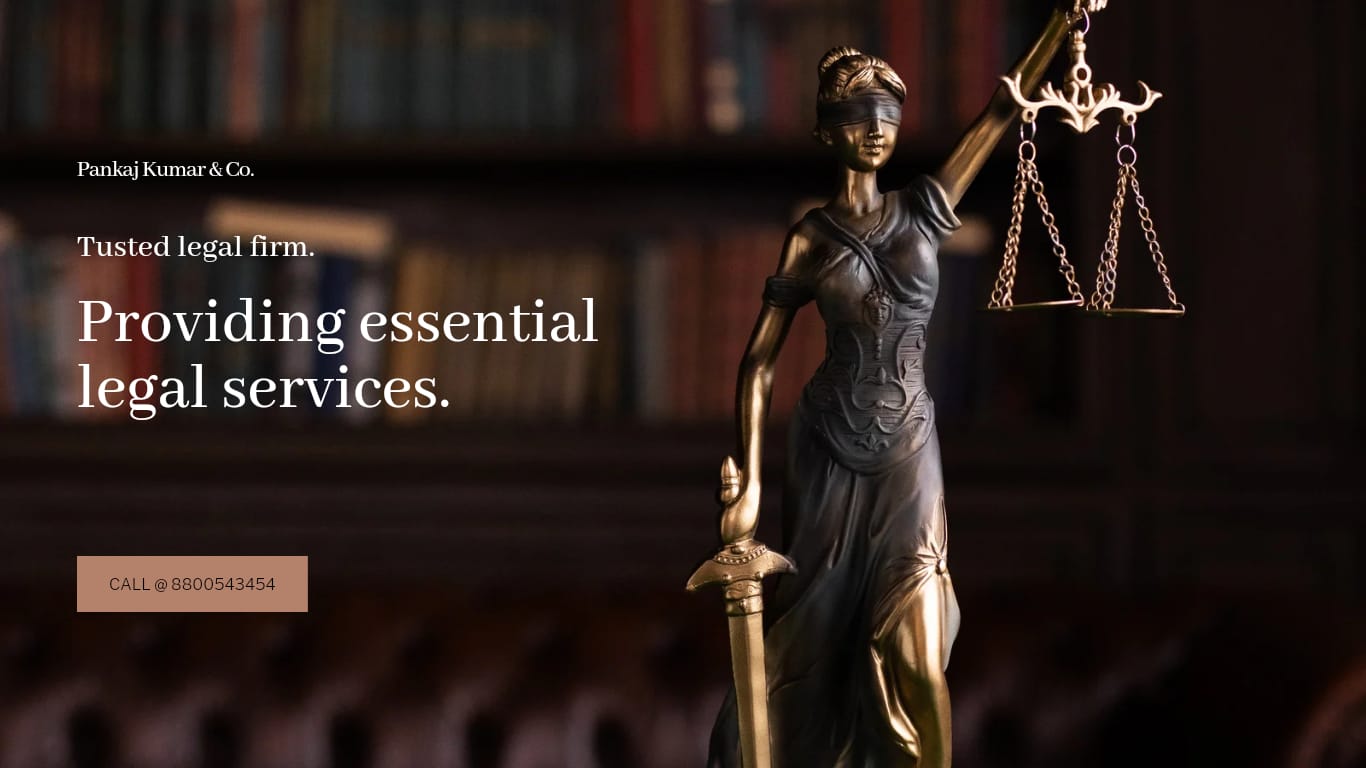 Pankaj Kumar & Co.
Tusted legal firm.
Providing essential
legal services.
CALL @ 8800543454